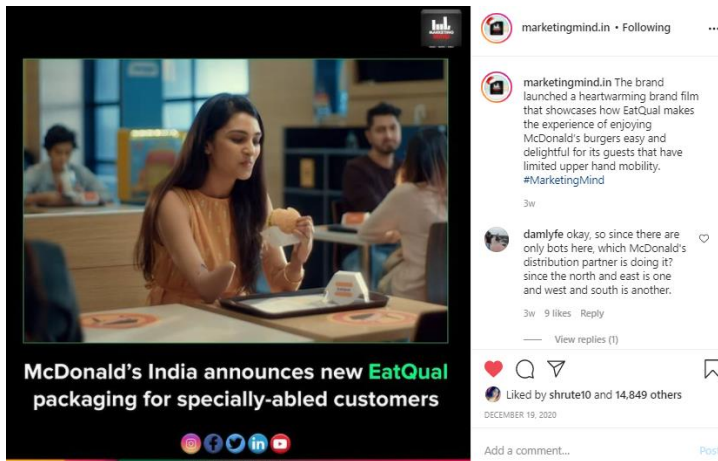 MARKETING
MIND
McDonald's India announces new EatQual
packaging for specially-abled customers
marketingmind.in • Following
marketingmind.in The brand
launched a heartwarming brand film
that showcases how EatQual makes
the experience of enjoying
McDonald's burgers easy and
delightful for its guests that have
limited upper hand mobility.
#MarketingMind
3w
damlyfe okay, so since there are
only bots here, which McDonald's
distribution partner is doing it?
since the north and east is one
and west and south is another.
3w 9 likes Reply
View replies (1)
Liked by shrute10 and 14,849 others
DECEMBER 19, 2020
Add a comment...
Post